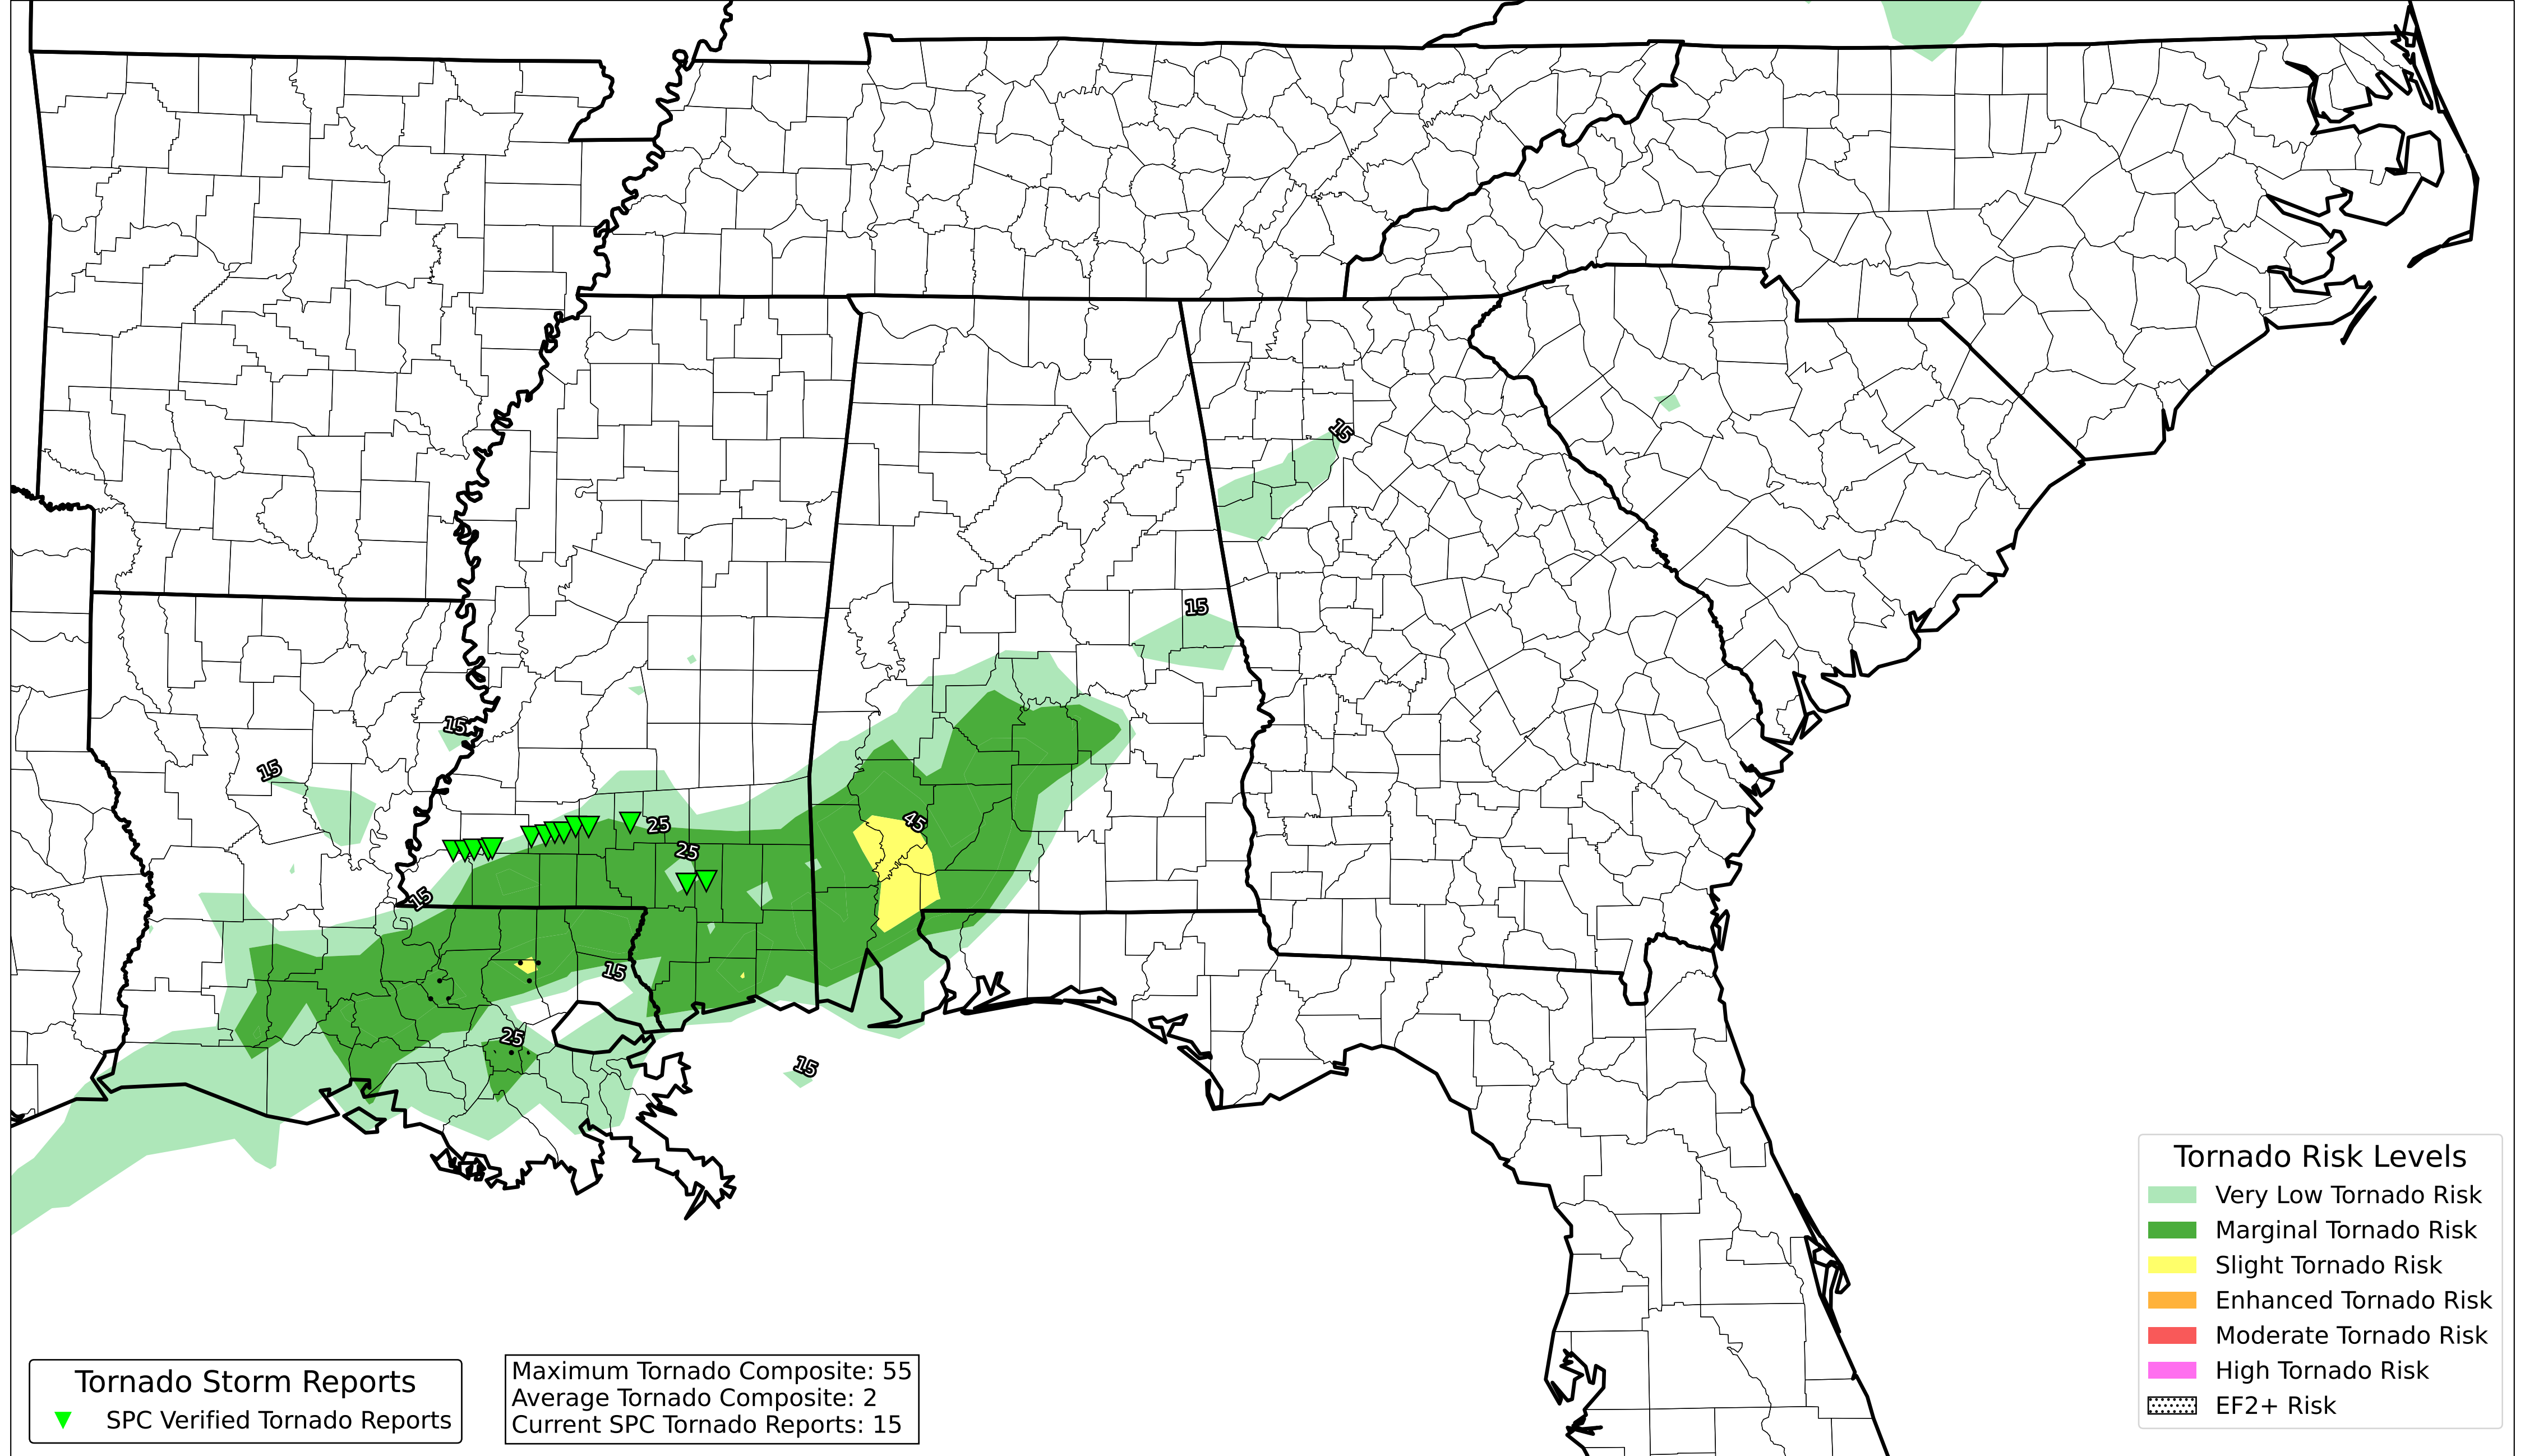 15
15
15
15
45
25
25
15
15
25
15
Tornado Risk Levels
Very Low Tornado Risk
Marginal Tornado Risk
Slight Tornado Risk
Enhanced Tornado Risk
Moderate Tornado Risk
High Tornado Risk
EF2+ Risk
Tornado Storm Reports
SPC Verified Tornado Reports
Maximum Tornado Composite: 55
Average Tornado Composite: 2
Current SPC Tornado Reports: 15